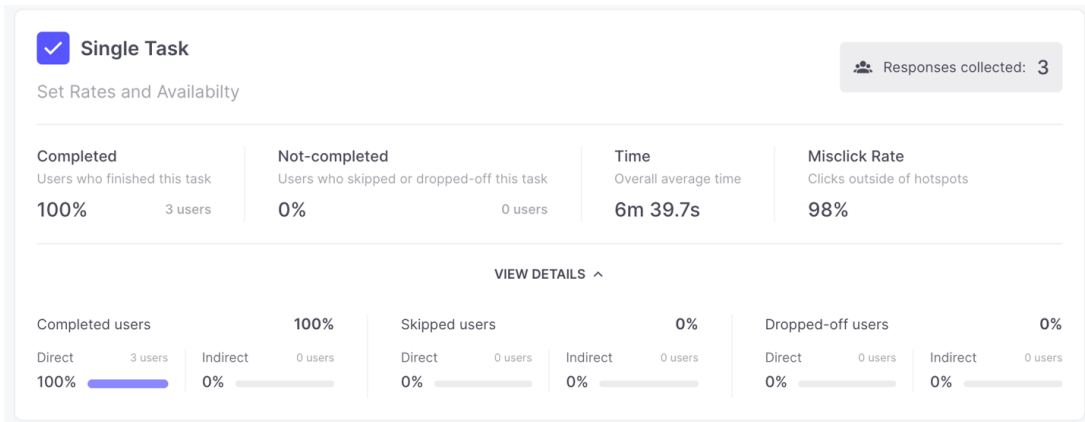 Single Task
Responses collected: 3
Set Rates and Availabilty
Completed
Users who finished this task
100% 3 users
Not-completed
Users who skipped or dropped-off this task
0% 0 users
Time
Overall average time
6m 39.7s
Misclick Rate
Clicks outside of hotspots
98%
VIEW DETAILS
Completed users 100%
Direct 3 users
100%
Indirect 0 users
0%
Skipped users 0%
Direct 0 users
0%
Indirect 0 users
0%
Dropped-off users 0%
Direct 0 users
0%
Indirect 0 users
0%